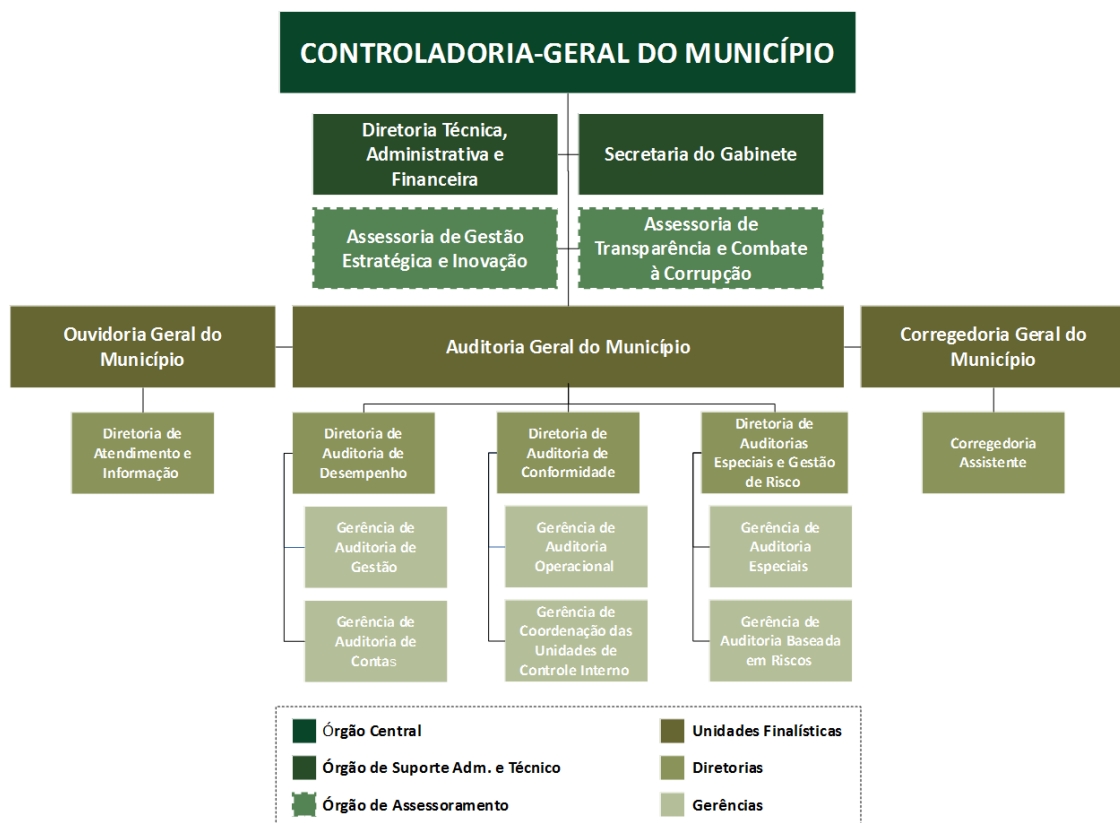 CONTROLADORIA-GERAL DO MUNICÍPIO
Diretoria Técnica,
Administrativa e
Financeira
Secretaria do Gabinete
Assessoria de Gestão
Estratégica e Inovação
Assessoria de
Transparência e Combate
à Corrupção
Ouvidoria Geral do
Município
Auditoria Geral do Município
Corregedoria Geral do
Município
Diretoria de
Atendimento e
Informação
Diretoria de
Auditoria de
Desempenho
Diretoria de
Auditoria de
Conformidade
Diretoria de
Auditorias
Especiais e Gestão
de Risco
Corregedoria
Assistente
Gerência de
Auditoria de
Gestão
Gerência de
Auditoria
Operacional
Gerência de
Auditoria
Especiais
Gerência de
Auditoria de
Contas
Gerência de
Coordenação das
Unidades de
Controle Interno
Gerência de
Auditoria Baseada
em Riscos
Órgão Central
Órgão de Suporte Adm. e Técnico
Órgão de Assessoramento
Unidades Finalísticas
Diretorias
Gerências